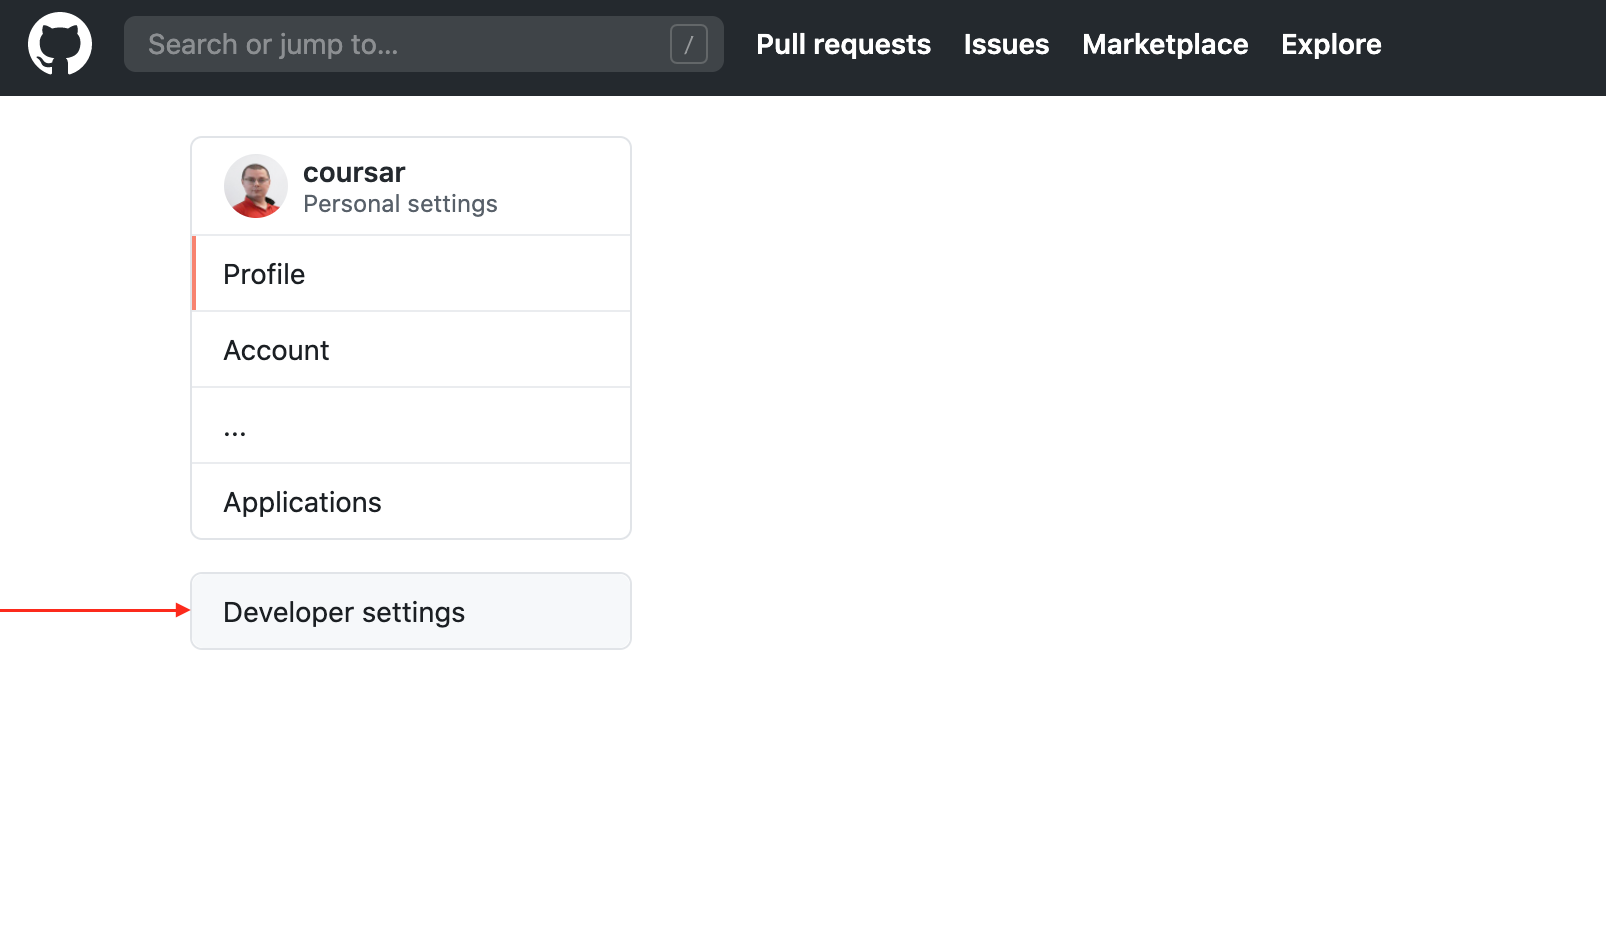 Search or jump to...
/
Pull requests
Issues
Marketplace
Explore
coursar
Personal settings
Profile
Account
...
Applications
Developer settings